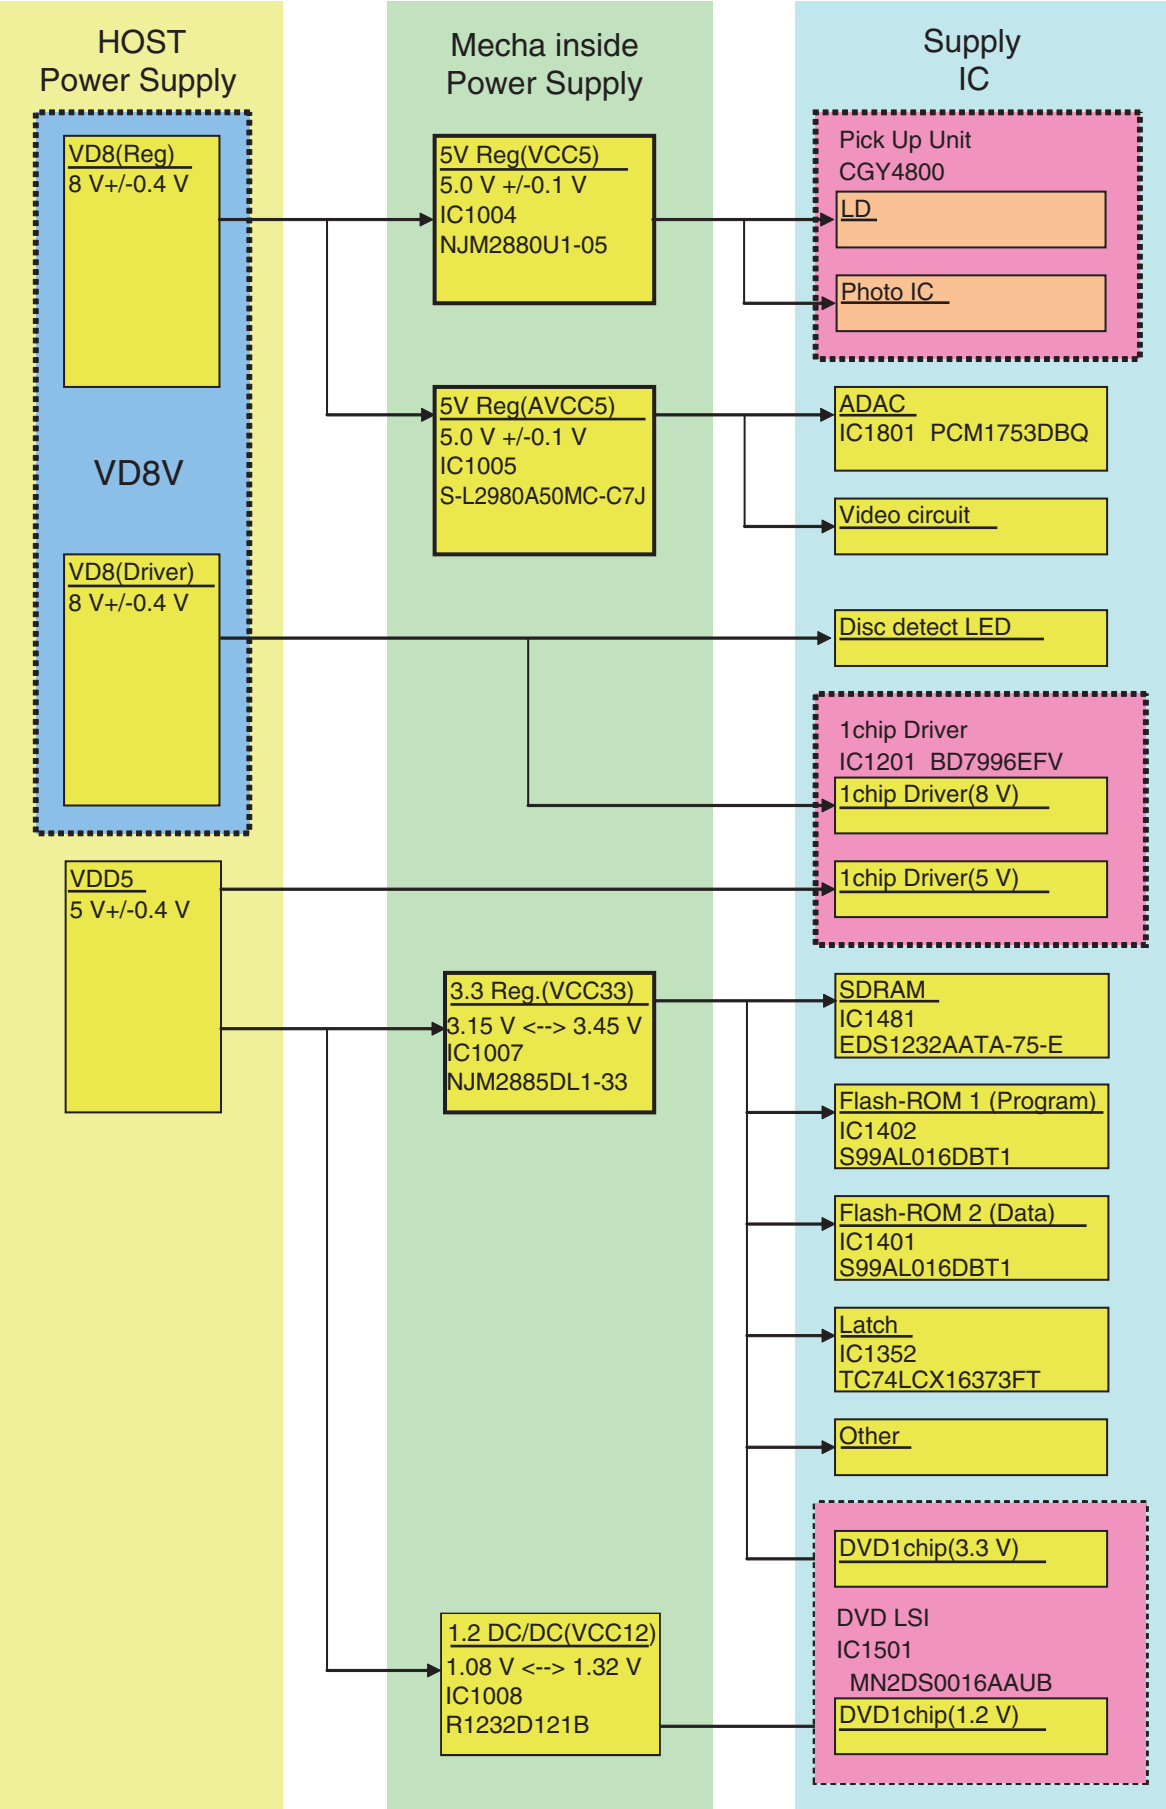 HOST
Power Supply
Mecha inside
Power Supply
Supply
IC
VD8(Reg)
8 V+/-0.4 V
VD8V
VD8(Driver)
8 V+/-0.4 V
VDD5
5 V+/-0.4 V
5V Reg(VCC5)
5.0 V +/-0.1 V
IC1004
NJM2880U1-05
5V Reg(AVCC5)
5.0 V +/-0.1 V
IC1005
S-L2980A50MC-C7J
3.3 Reg.(VCC33)
3.15 V <--> 3.45 V
IC1007
NJM2885DL1-33
1.2 DC/DC(VCC12)
1.08 V <--> 1.32 V
IC1008
R1232D121B
Pick Up Unit
CGY4800
LD
Photo IC
ADAC
IC1801 PCM1753DBQ
Video circuit
Disc detect LED
1chip Driver
IC1201 BD7996EFV
1chip Driver(8 V)
1chip Driver(5 V)
SDRAM
IC1481
EDS1232AATA-75-E
Flash-ROM 1 (Program)
IC1402
S99AL016DBT1
Flash-ROM 2 (Data)
IC1401
S99AL016DBT1
Latch
IC1352
TC74LCX16373FT
Other
DVD1chip(3.3 V)
DVD LSI
IC1501
MN2DS0016AAUB
DVD1chip(1.2 V)